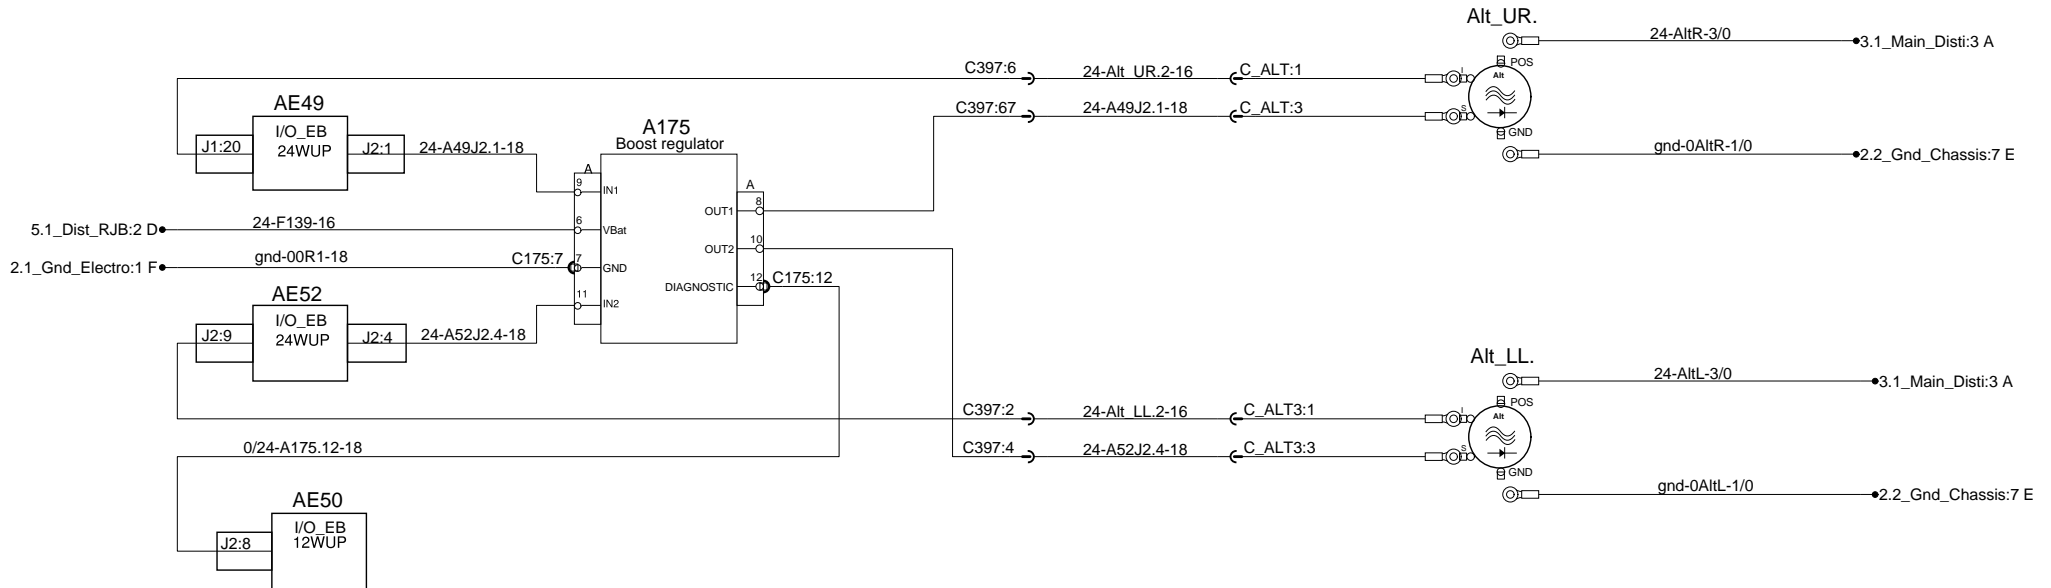 Alt_UR.
24-AltR-3/0
3.1_Main_Disti:3 A
POS
C397:6
24-Alt_UR.2-16
C_ALT:1
I
Alt
AE49
I/O_EB
24WUP
J1:20
J2:1
24-A49J2.1-18
C397:67
24-A49J2.1-18
C_ALT:3
S
GND
A175
Boost regulator
gnd-0AltR-1/0
2.2_Gnd_Chassis:7 E
A
9
IN1
A
8
OUT1
5.1_Dist_RJB:2 D
24-F139-16
6
VBat
10
OUT2
2.1_Gnd_Electro:1 F
gnd-00R1-18
C175:7
7
GND
12
DIAGNOSTIC
C175:12
AE52
I/O_EB
24WUP
J2:9
J2:4
24-A52J2.4-18
11
IN2
Alt_LL.
24-AltL-3/0
3.1_Main_Disti:3 A
POS
C397:2
24-Alt_LL.2-16
C_ALT3:1
I
Alt
0/24-A175.12-18
C397:4
24-A52J2.4-18
C_ALT3:3
S
GND
gnd-0AltL-1/0
2.2_Gnd_Chassis:7 E
AE50
I/O_EB
12WUP
J2:8